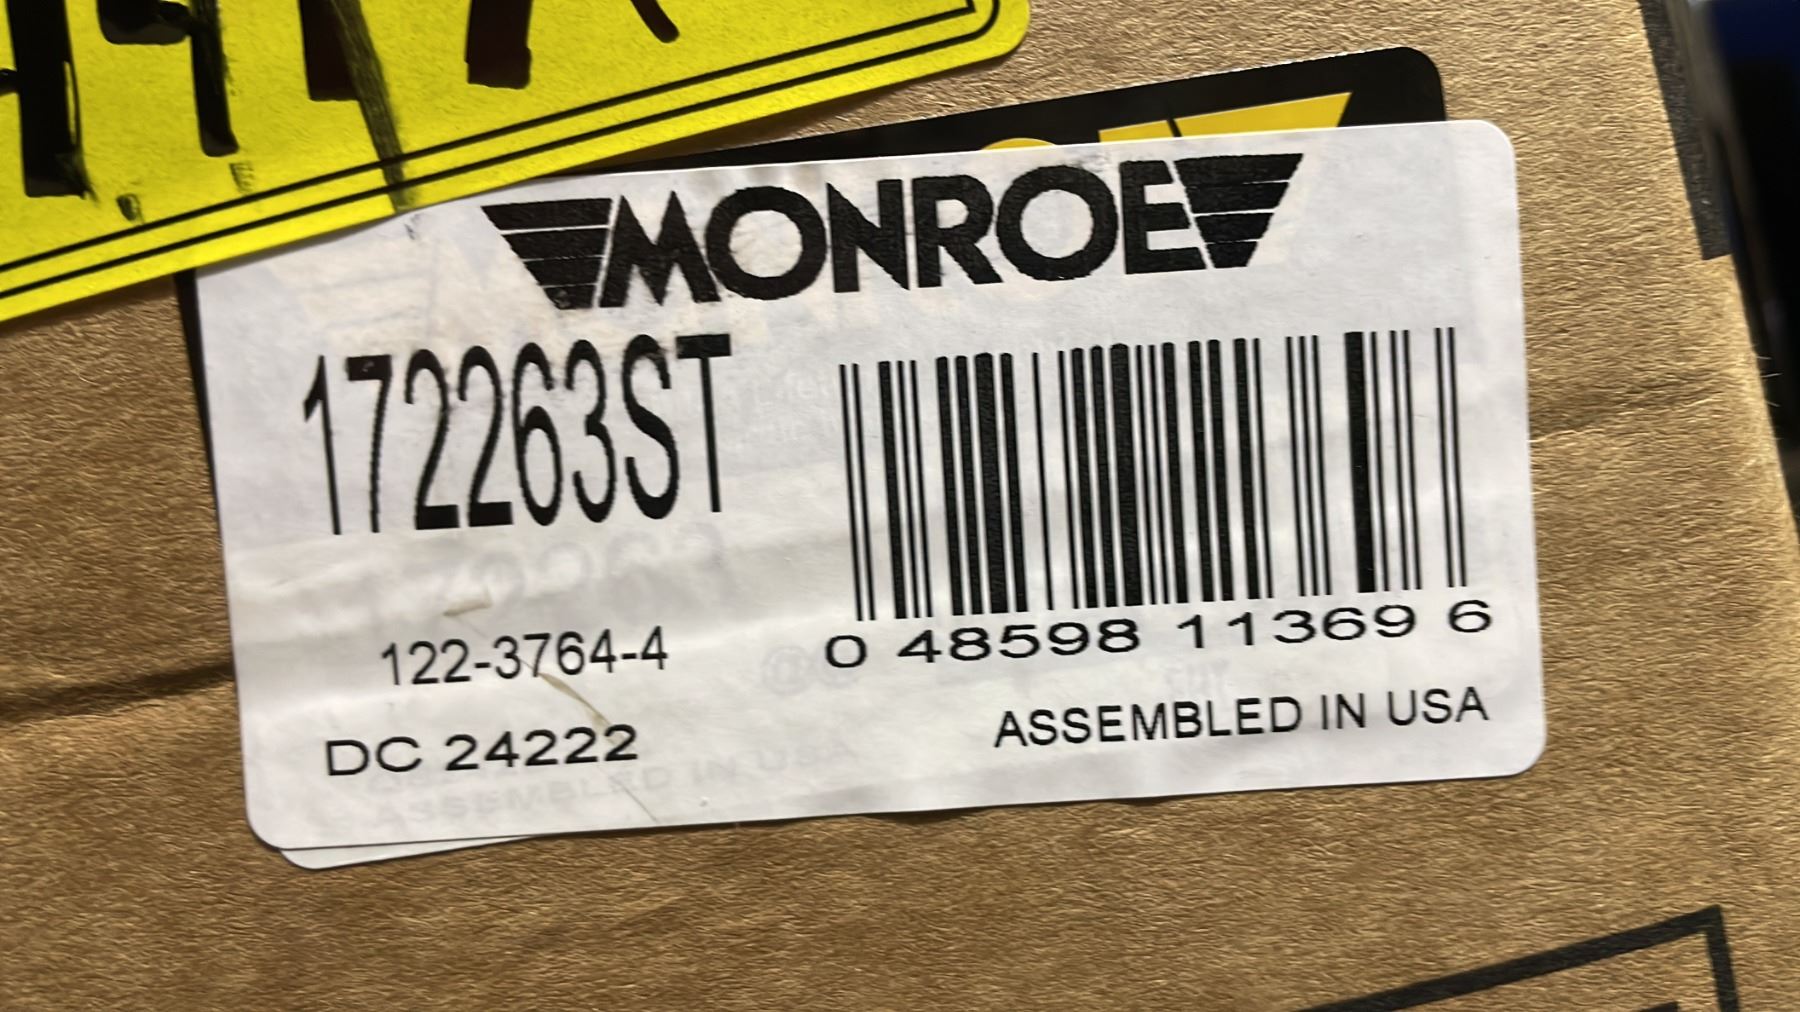 MONROE
172263ST
0 48598 11369 6
122-3764-4
DC 24222
ASSEMBLED IN USA